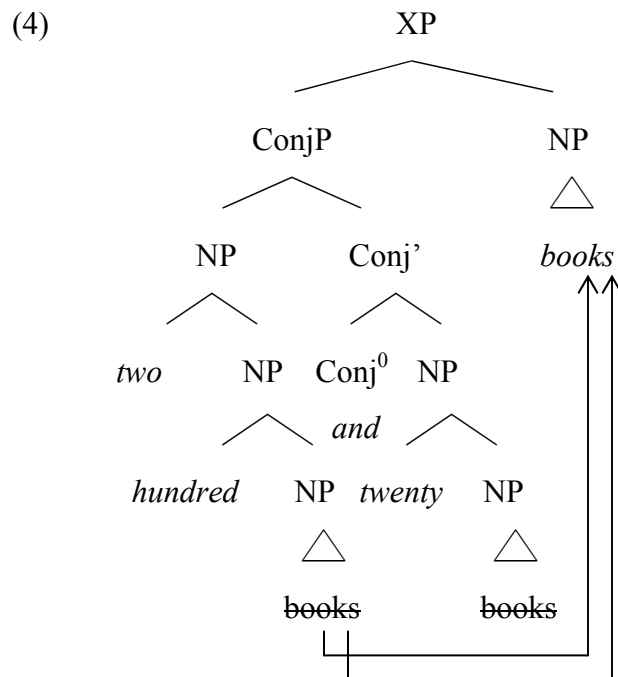 (4) XP
ConjP NP
NP Conj’ books
two NP Conj⁰ NP
and
hundred NP twenty NP
books books